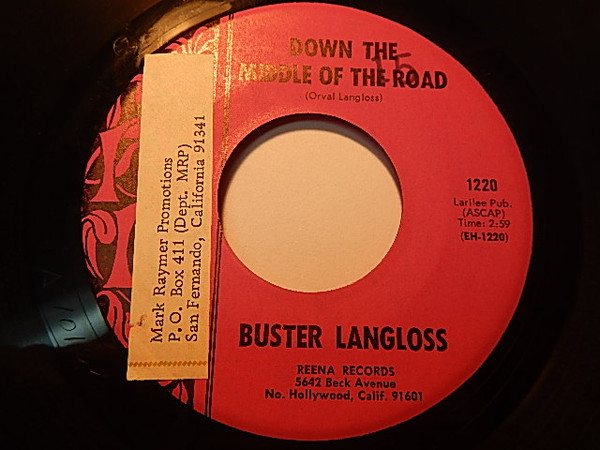 DOWN THE
MIDDLE OF THE ROAD
(Orval Langloss)
15
1220
Larilee Pub.
(ASCAP)
Time: 2:59
(EH-1220)
BUSTER LANGLOSS
REENA RECORDS
5642 Beck Avenue
No. Hollywood, Calif. 91601
Mark Raymer Promotions
P.O. Box 411 (Dept. MRP)
San Fernando, California 91341